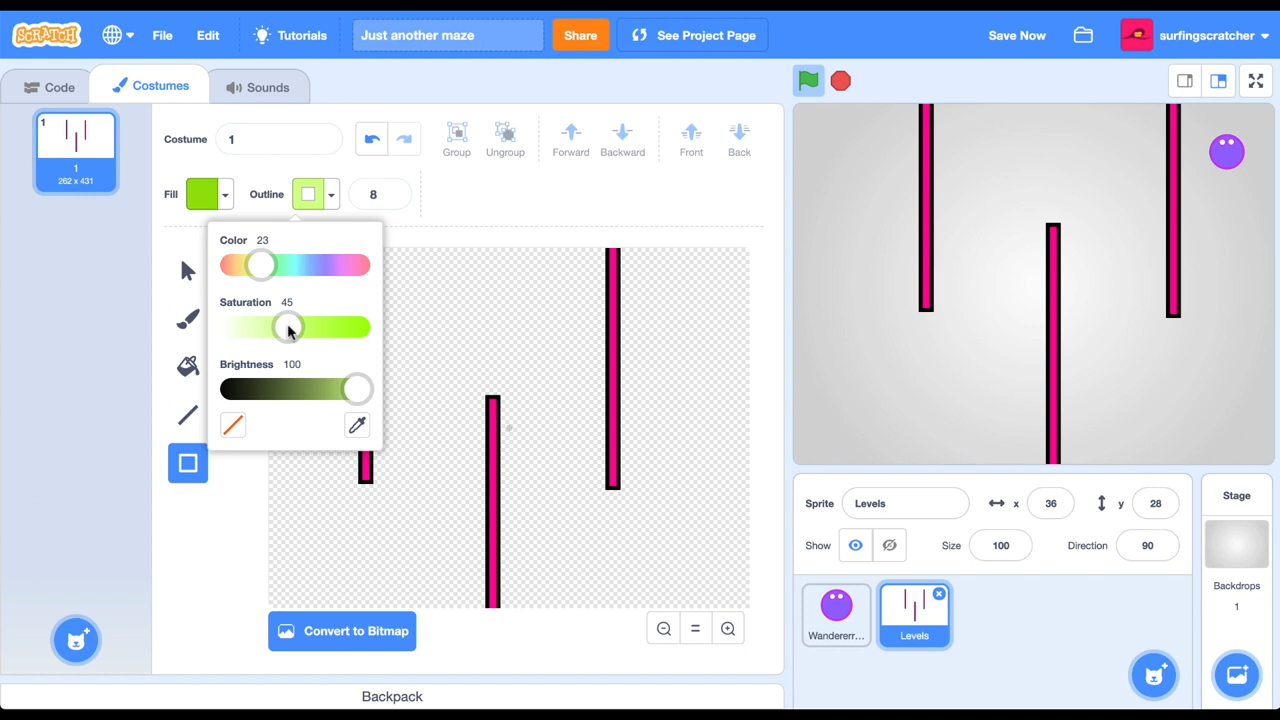 SCRATCH File Edit Tutorials Just another maze Share See Project Page Save Now surfingscratcher
Code Costumes Sounds
1
1
262 x 431
Costume 1 Group Ungroup Forward Backward Front Back
Fill Outline 8
Color 23
Saturation 45
Brightness 100
Convert to Bitmap
Backpack
Sprite Levels x 36 y 28
Show Size 100 Direction 90
Wandererr... Levels
Stage
Backdrops
1